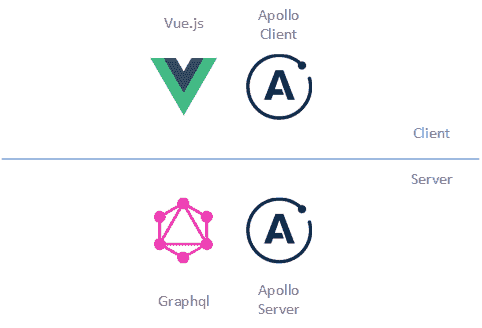 Vue.js
Apollo
Client
A
Client
Server
A
Graphql
Apollo
Server